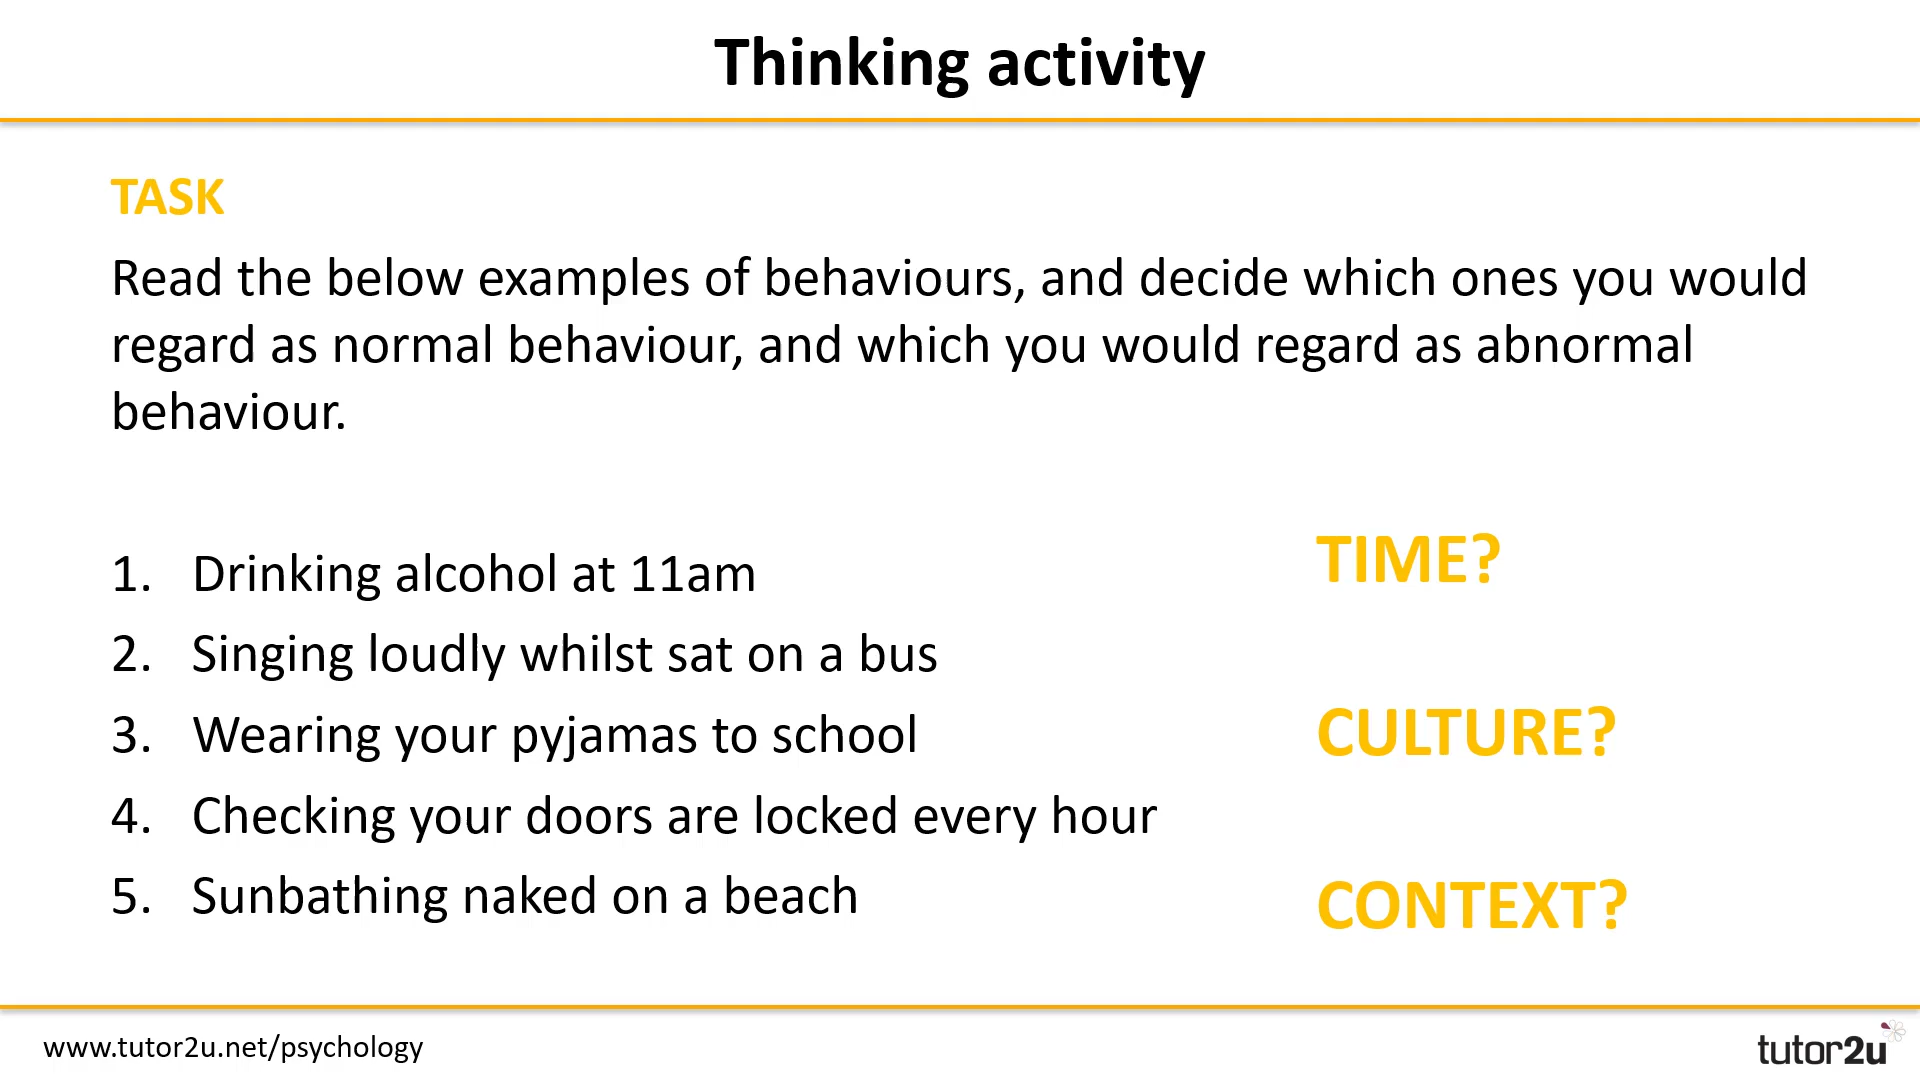 Thinking activity
TASK
Read the below examples of behaviours, and decide which ones you would
regard as normal behaviour, and which you would regard as abnormal
behaviour.
1. Drinking alcohol at 11am
2. Singing loudly whilst sat on a bus
3. Wearing your pyjamas to school
4. Checking your doors are locked every hour
5. Sunbathing naked on a beach
TIME?
CULTURE?
CONTEXT?
www.tutor2u.net/psychology
tutor2u